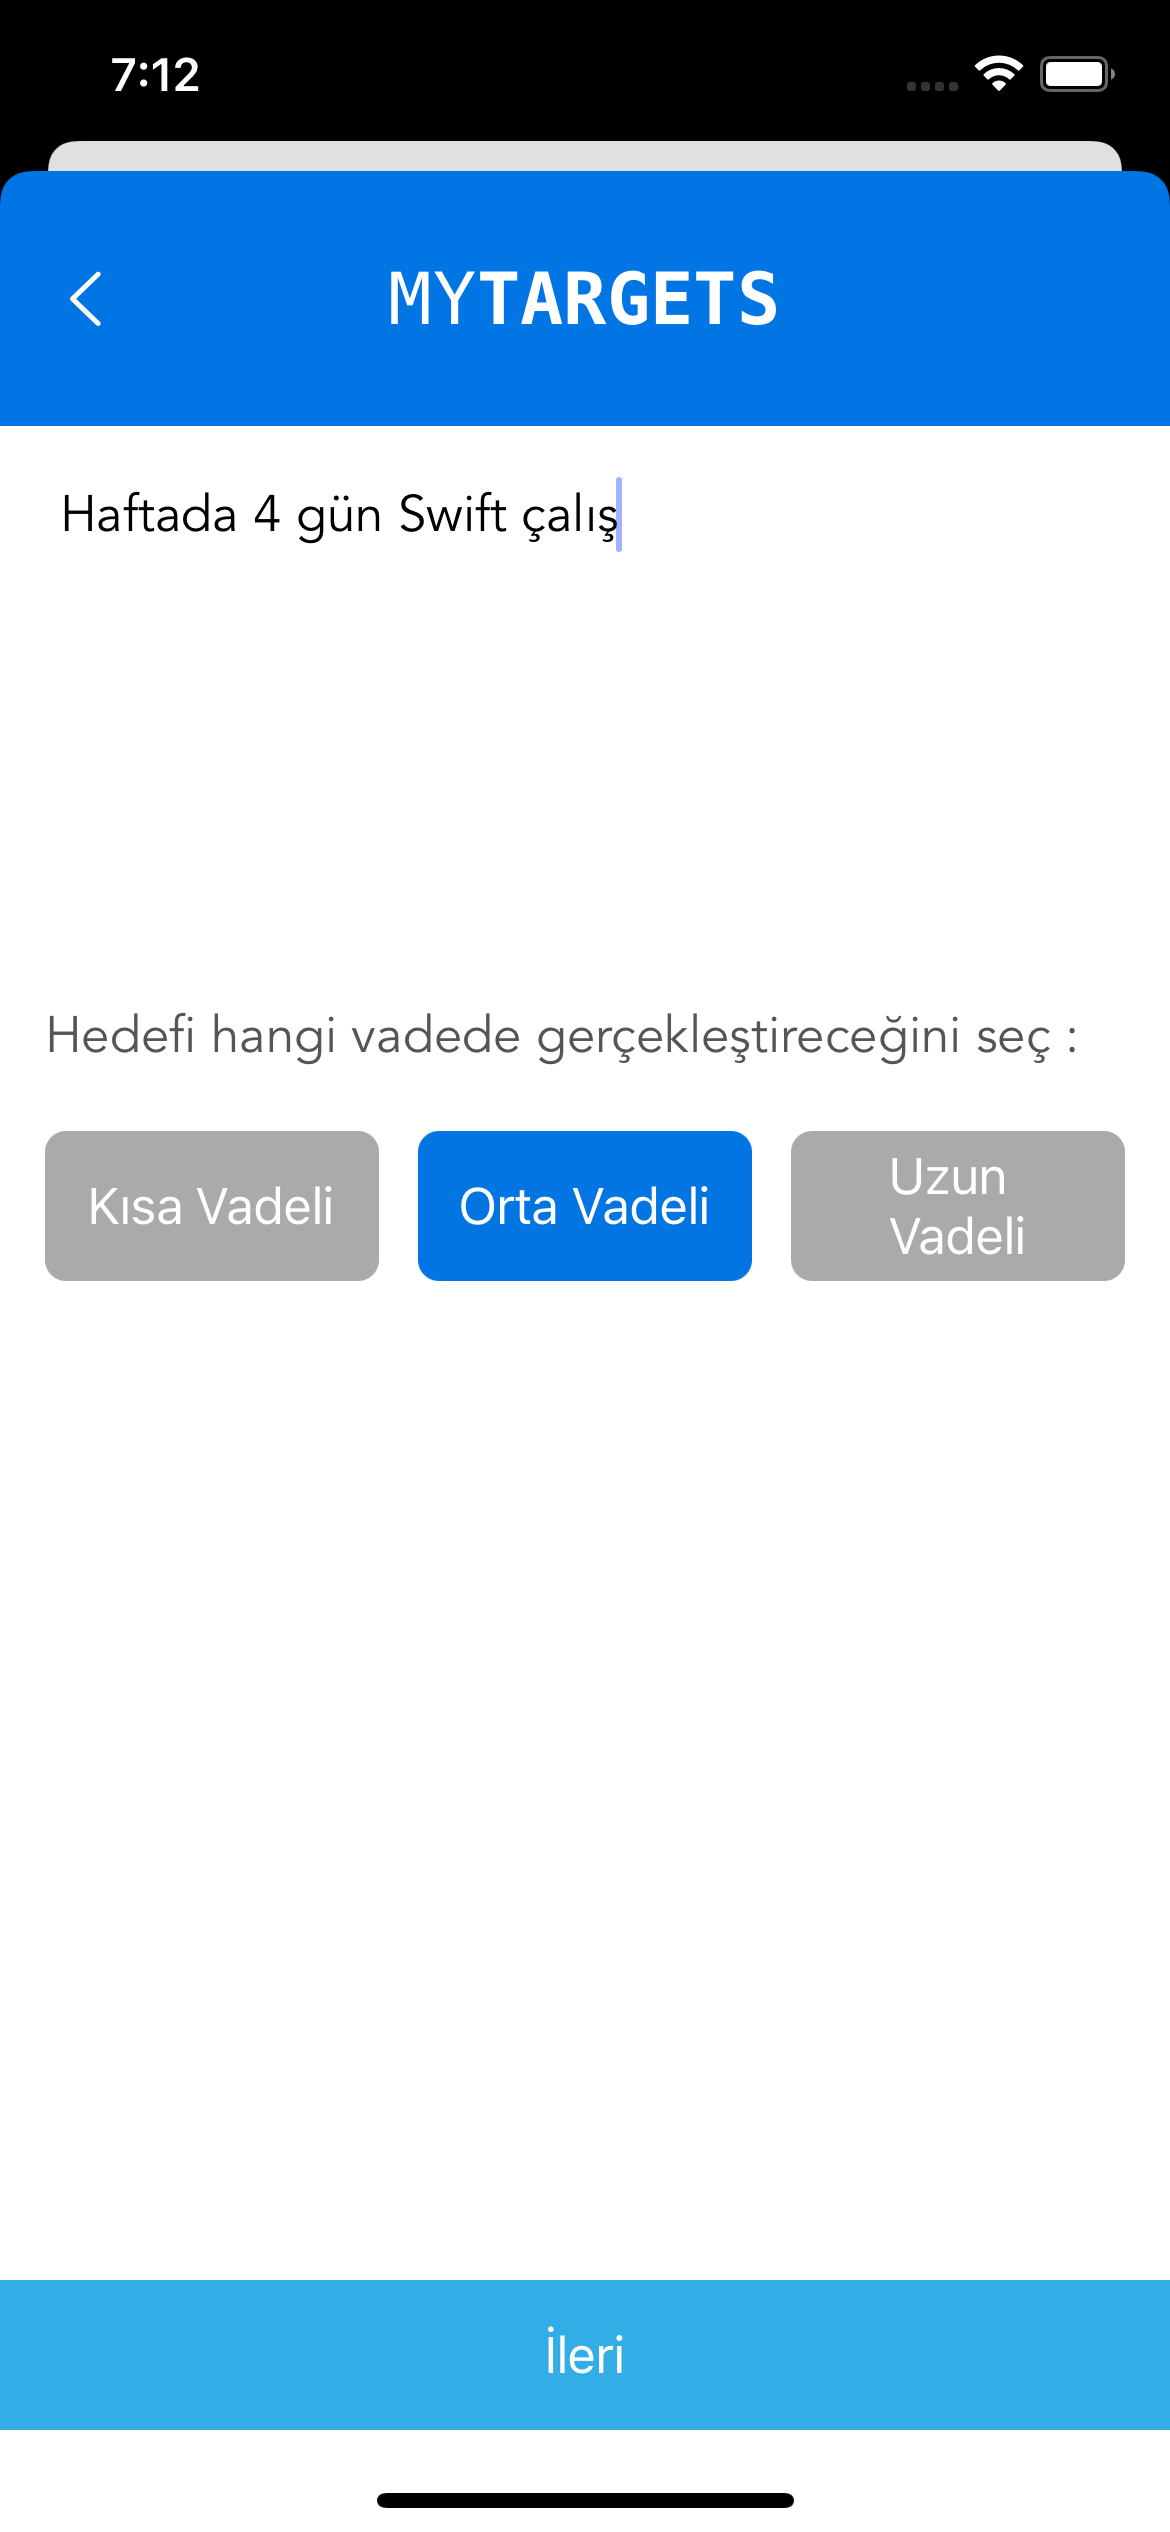 7:12
MYTARGETS
Haftada 4 gün Swift çalış
Hedefi hangi vadede gerçekleştireceğini seç :
Kısa Vadeli
Orta Vadeli
Uzun
Vadeli
İleri